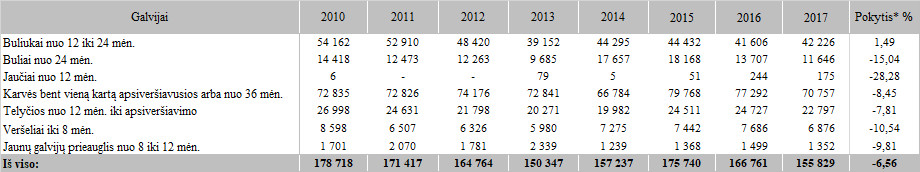 Galvijai 2010 2011 2012 2013 2014 2015 2016 2017 Pokytis* %
Buliukai nuo 12 iki 24 mėn. 54 162 52 910 48 420 39 152 44 295 44 432 41 606 42 226 1,49
Buliai nuo 24 mėn. 14 418 12 473 12 263 9 685 17 657 18 168 13 707 11 646 -15,04
Jaučiai nuo 12 mėn. 6 - - 79 5 51 244 175 -28,28
Karvės bent vieną kartą apsiveršiavusios arba nuo 36 mėn. 72 835 72 826 74 176 72 841 66 784 79 768 77 292 70 757 -8,45
Telyčios nuo 12 mėn. iki apsiveršiavimo 26 998 24 631 21 798 20 271 19 982 24 511 24 727 22 797 -7,81
Veršeliai iki 8 mėn. 8 598 6 507 6 326 5 980 7 275 7 442 7 686 6 876 -10,54
Jaunų galvijų prieauglis nuo 8 iki 12 mėn. 1 701 2 070 1 781 2 339 1 239 1 368 1 499 1 352 -9,81
Iš viso: 178 718 171 417 164 764 150 347 157 237 175 740 166 761 155 829 -6,56